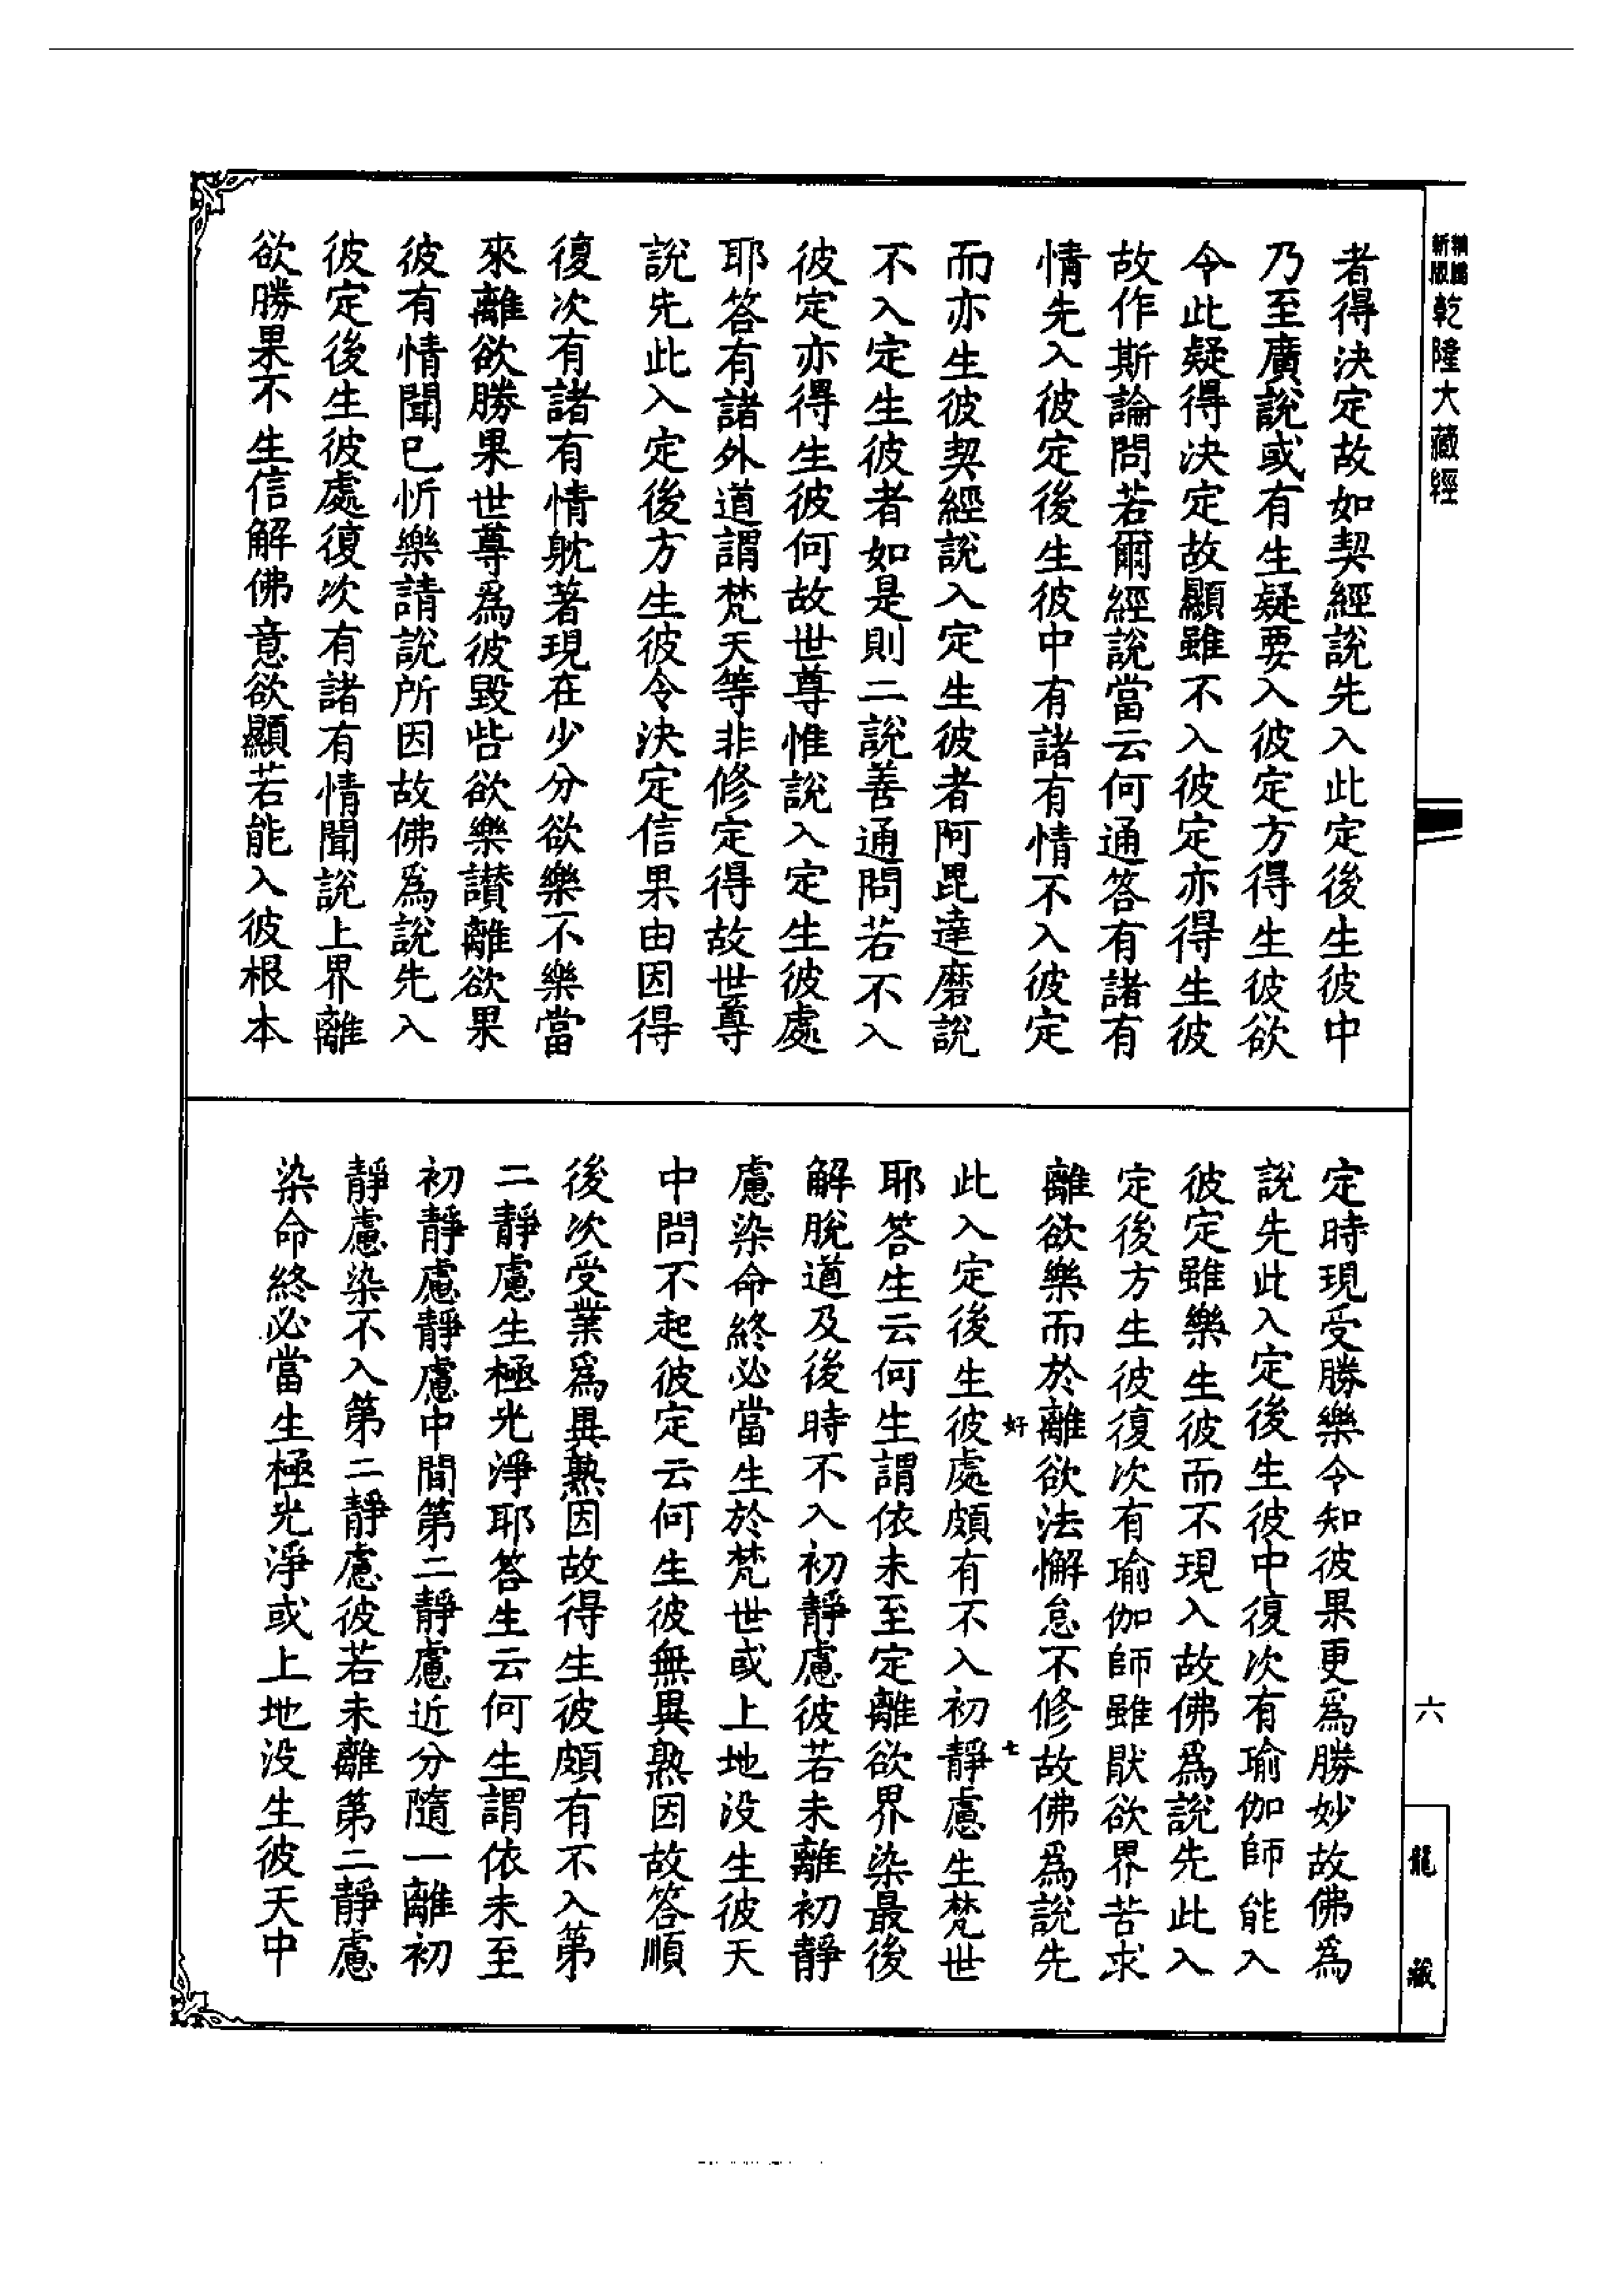 新版
乾隆大藏經
者得決定故如契經說先入此定後生彼中
乃至廣說或有生疑要入彼定方得生彼欲
令此疑得決定故顯雖不入彼定亦得生彼
故作斯論問若爾經說當云何通答有諸有
情先入彼定後生彼中有諸有情不入彼定
而亦生彼契經說入定生彼者阿毘達磨說
不入定生彼者如是則二說善通問若不入
彼定亦得生彼何故世尊惟說入定生彼處
耶答有諸外道謂梵天等非修定得故世尊
說先此入定後方生彼令決定信果由因得
復次有諸有情躭著現在少分欲樂不樂當
來離欲勝果世尊爲彼毀呰欲樂讃離欲果
彼有情聞已忻樂請說所因故佛爲說先入
彼定後生彼處復次有諸有情聞說上界離
欲勝果不生信解佛意欲顯若能入彼根本
定時現受勝樂令知彼果更爲勝妙故佛爲
說先此入定後生彼中復次有瑜伽師能入
彼定雖樂生彼而不現入故佛爲說先此入
定後方生彼復次有瑜伽師雖猒欲界苦求
離欲樂而於離欲法懈怠不修故佛爲說先
好
七
此入定後生彼處頗有不入初靜慮生梵世
耶答生云何生謂依未至定離欲界染最後
解脫道及後時不入初靜慮彼若未離初靜
慮染命終必當生於梵世或上地没生彼天
中問不起彼定云何生彼無異熟因故答順
後次受業爲異熟因故得生彼頗有不入第
二靜慮生極光淨耶答生云何生謂依未至
初靜慮靜慮中間第二靜慮近分隨一離初
靜慮染不入第二靜慮彼若未離第二靜慮
染命終必當生極光淨或上地没生彼天中
六
龍
藏